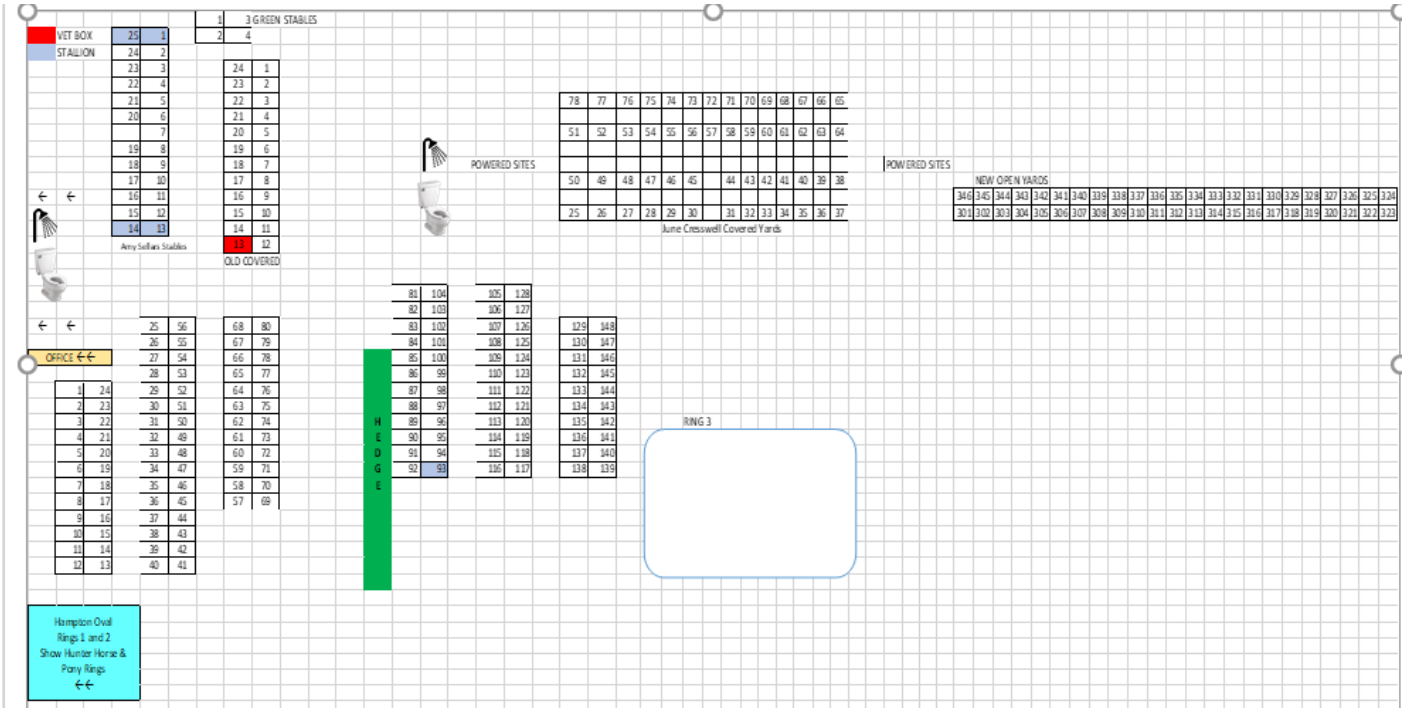 1 3 GREEN STABLES
VET BOX 25 1 2 4
STALLION 24 2
23 3 24 1
22 4 23 2
21 5 22 3 78 77 76 75 74 73 72 71 70 69 68 67 66 65
20 6 21 4
7 20 5 51 52 53 54 55 56 57 58 59 60 61 62 63 64
19 8 19 6
18 9 18 7 POWERED SITES POWERED SITES
17 10 17 8 50 49 48 47 46 45 44 43 42 41 40 39 38 NEW OPEN YARDS
← ← 16 11 16 9 346 345 344 343 342 341 340 339 338 337 336 335 334 333 332 331 330 329 328 327 326 325 324
15 12 15 10 25 26 27 28 29 30 31 32 33 34 35 36 37 301 302 303 304 305 306 307 308 309 310 311 312 313 314 315 316 317 318 319 320 321 322 323
14 13 14 11 June Cresswell Covered Yards
Amy Sellars Stables 13 12
OLD COVERED
81 104 105 128
82 103 106 127
← ← 25 56 68 80 83 102 107 126 129 148
26 55 67 79 84 101 108 125 130 147
OFFICE ←← 27 54 66 78 85 100 109 124 131 146
28 53 65 77 86 99 110 123 132 145
1 24 29 52 64 76 87 98 111 122 133 144
2 23 30 51 63 75 88 97 112 121 134 143
3 22 31 50 62 74 H 89 96 113 120 135 142 RING 3
4 21 32 49 61 73 E 90 95 114 119 136 141
5 20 33 48 60 72 D 91 94 115 118 137 140
6 19 34 47 59 71 G 92 93 116 117 138 139
7 18 35 46 58 70 E
8 17 36 45 57 69
9 16 37 44
10 15 38 43
11 14 39 42
12 13 40 41
Hampton Oval
Rings 1 and 2
Show Hunter Horse &
Pony Rings
←←